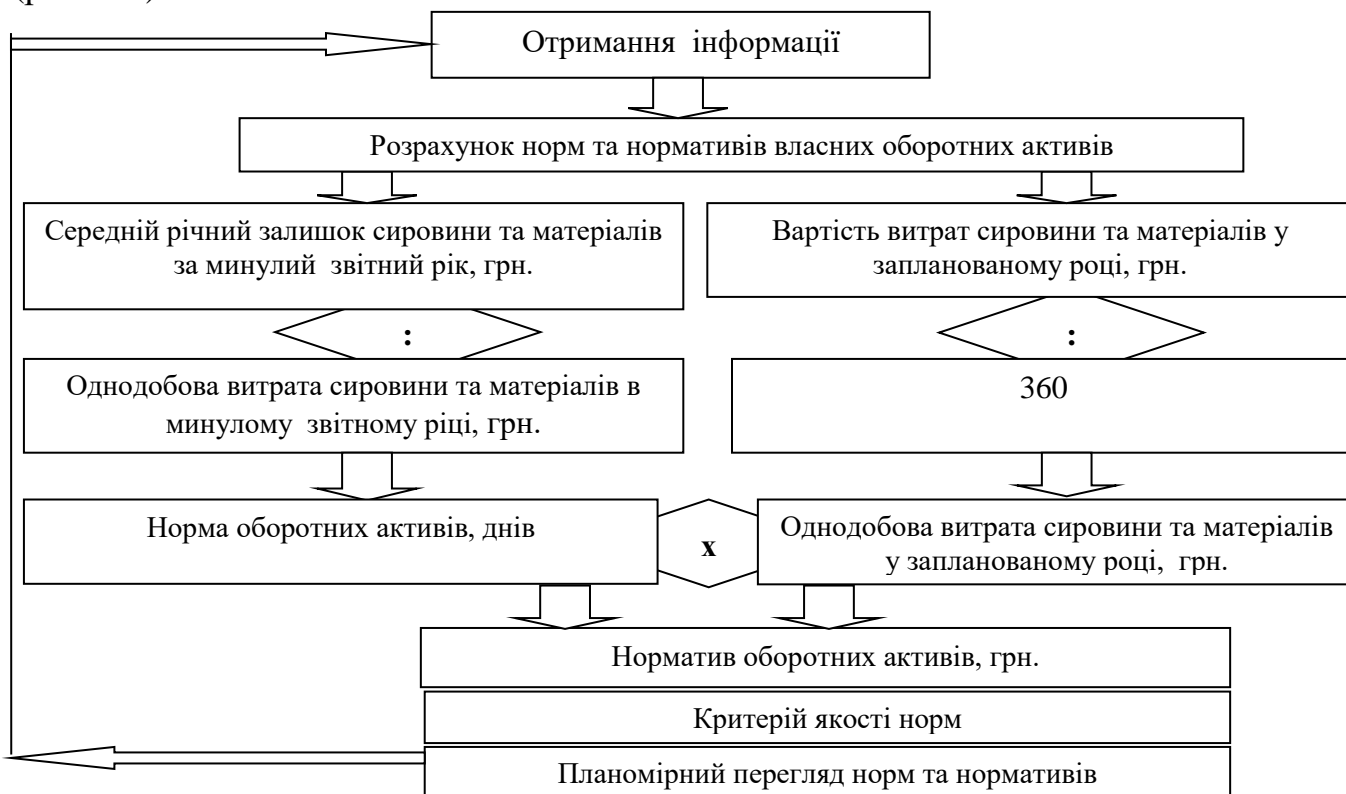 Отримання інформації
Розрахунок норм та нормативів власних оборотних активів
Середній річний залишок сировини та матеріалів
за минулий звітний рік, грн.
Вартість витрат сировини та матеріалів у
запланованому році, грн.
:
:
Однодобова витрата сировини та матеріалів в
минулому звітному ріці, грн.
360
Норма оборотних активів, днів
х
Однодобова витрата сировини та матеріалів
у запланованому році, грн.
Норматив оборотних активів, грн.
Критерій якості норм
Планомірний перегляд норм та нормативів